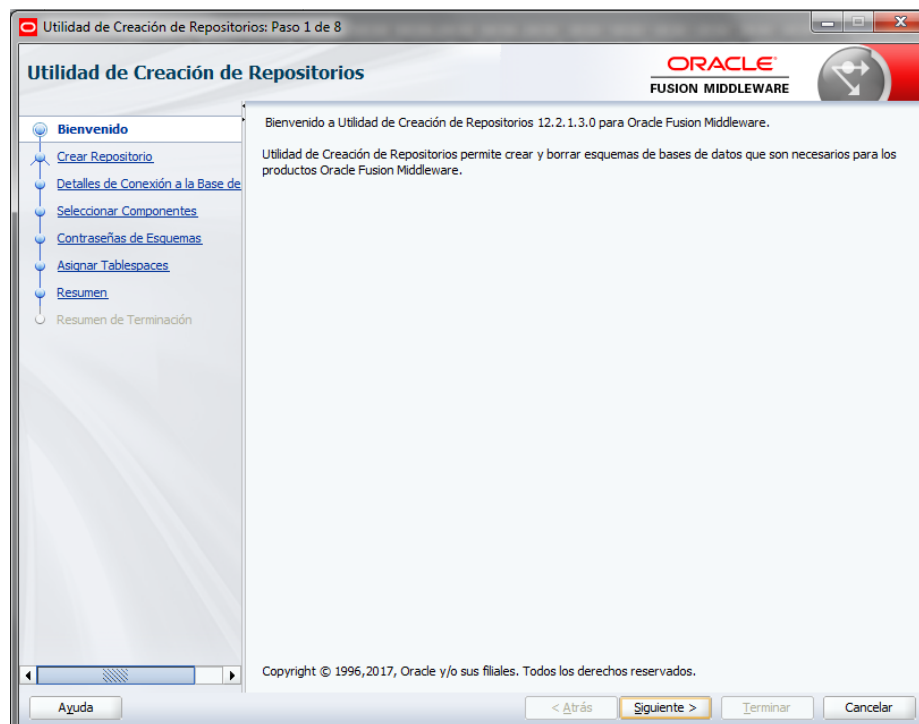 Utilidad de Creación de Repositorios: Paso 1 de 8
Utilidad de Creación de Repositorios
ORACLE
FUSION MIDDLEWARE
Bienvenido
Crear Repositorio
Detalles de Conexión a la Base de
Seleccionar Componentes
Contraseñas de Esquemas
Asignar Tablespaces
Resumen
Resumen de Terminación
Bienvenido a Utilidad de Creación de Repositorios 12.2.1.3.0 para Oracle Fusion Middleware.
Utilidad de Creación de Repositorios permite crear y borrar esquemas de bases de datos que son necesarios para los
productos Oracle Fusion Middleware.
Copyright © 1996,2017, Oracle y/o sus filiales. Todos los derechos reservados.
Ayuda
< Atrás
Siguiente >
Terminar
Cancelar